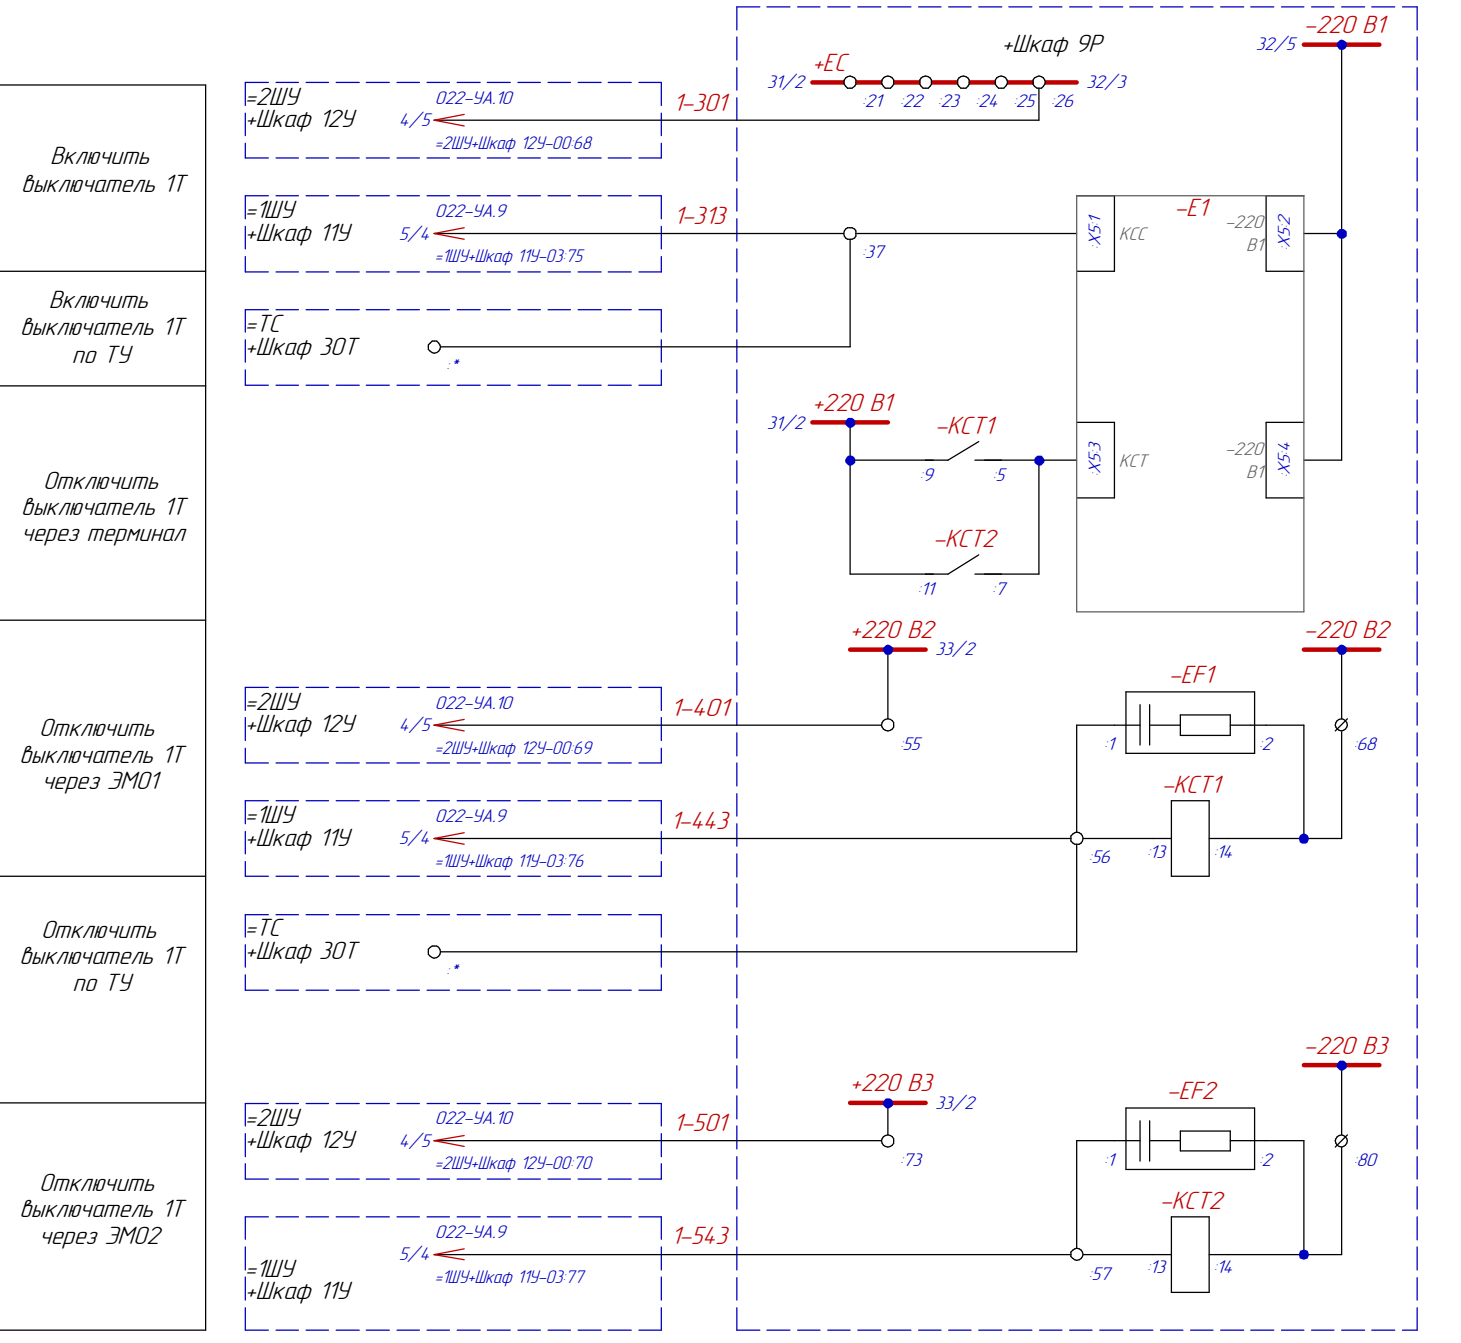 Включить
выключатель 1Т
Включить
выключатель 1Т
по ТУ
Отключить
выключатель 1Т
через терминал
Отключить
выключатель 1Т
через ЭМО1
Отключить
выключатель 1Т
по ТУ
Отключить
выключатель 1Т
через ЭМО2
=2ШУ
+Шкаф 12У
022-УА.10
4/5
=2ШУ+Шкаф 12У-00:68
1-301
=1ШУ
+Шкаф 11У
022-УА.9
5/4
=1ШУ+Шкаф 11У-03:75
1-313
=ТС
+Шкаф 30Т
:*
=2ШУ
+Шкаф 12У
022-УА.10
4/5
=2ШУ+Шкаф 12У-00:69
1-401
=1ШУ
+Шкаф 11У
022-УА.9
5/4
=1ШУ+Шкаф 11У-03:76
1-443
=ТС
+Шкаф 30Т
:*
=2ШУ
+Шкаф 12У
022-УА.10
4/5
=2ШУ+Шкаф 12У-00:70
1-501
=1ШУ
+Шкаф 11У
022-УА.9
5/4
=1ШУ+Шкаф 11У-03:77
1-543
+Шкаф 9Р
-220 В1
32/5
+ЕС
31/2
32/3
:21 :22 :23 :24 :25 :26
:37
-Е1
:X5:1
КСС
-220
В1
:X5:2
+220 В1
31/2
-КСТ1
:9 :5
-КСТ2
:11 :7
:X5:3
КСТ
-220
В1
:X5:4
+220 В2
33/2
:55
-220 В2
-EF1
:1 :2
:68
-КСТ1
:56
:13 :14
+220 В3
33/2
:73
-220 В3
-EF2
:1 :2
:80
-КСТ2
:57
:13 :14